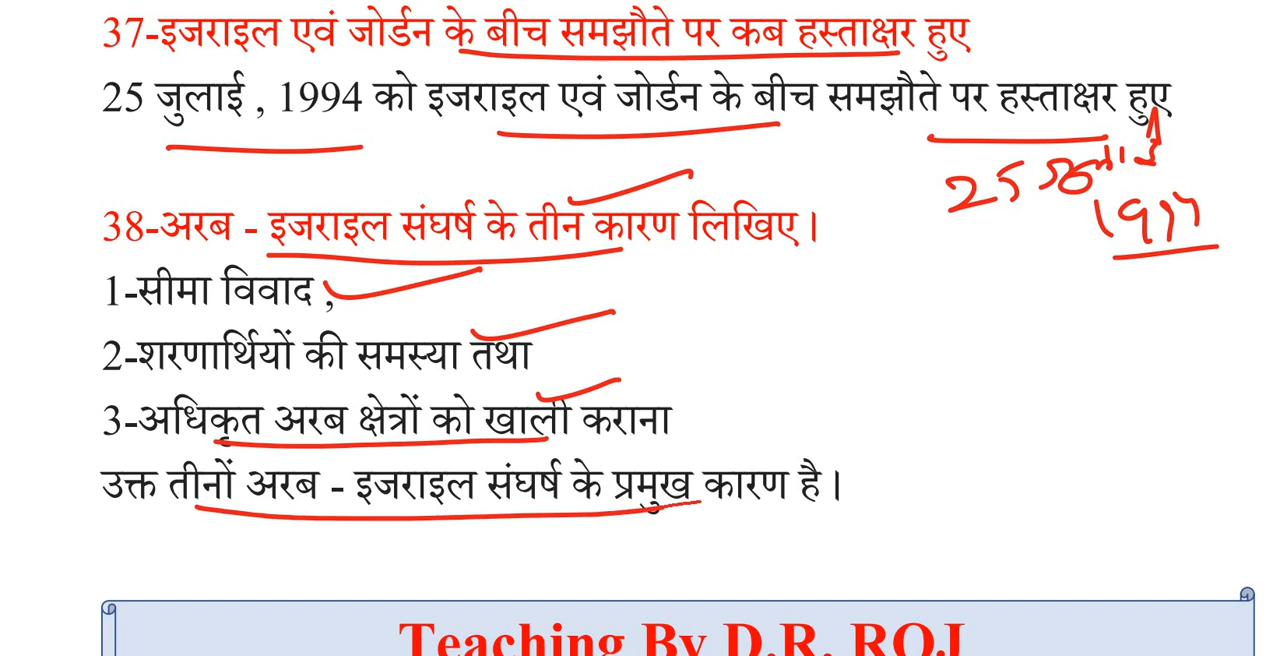 37-इजराइल एवं जोर्डन के बीच समझौते पर कब हस्ताक्षर हुए
25 जुलाई , 1994 को इजराइल एवं जोर्डन के बीच समझौते पर हस्ताक्षर हुए
25 जुलाई
1994
38-अरब - इजराइल संघर्ष के तीन कारण लिखिए।
1-सीमा विवाद ,
2-शरणार्थियों की समस्या तथा
3-अधिकृत अरब क्षेत्रों को खाली कराना
उक्त तीनों अरब - इजराइल संघर्ष के प्रमुख कारण है।
Teaching By D.R. ROJ